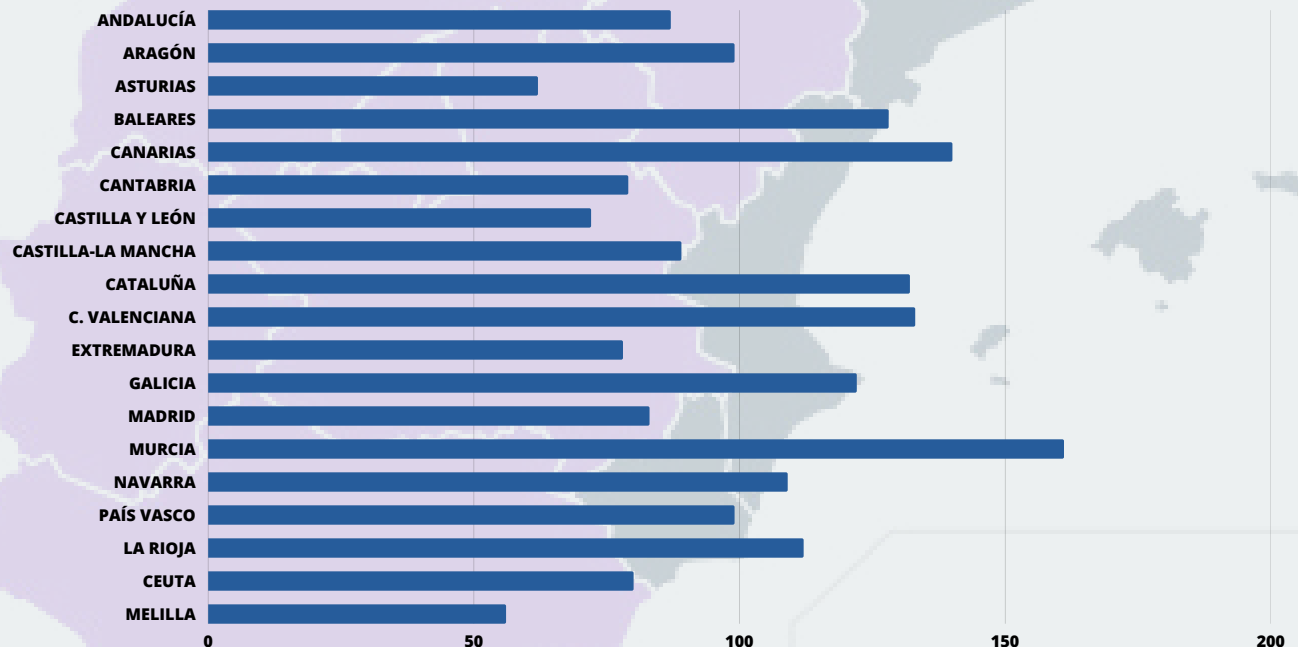 ANDALUCÍA
ARAGÓN
ASTURIAS
BALEARES
CANARIAS
CANTABRIA
CASTILLA Y LEÓN
CASTILLA-LA MANCHA
CATALUÑA
C. VALENCIANA
EXTREMADURA
GALICIA
MADRID
MURCIA
NAVARRA
PAÍS VASCO
LA RIOJA
CEUTA
MELILLA
0 50 100 150 200